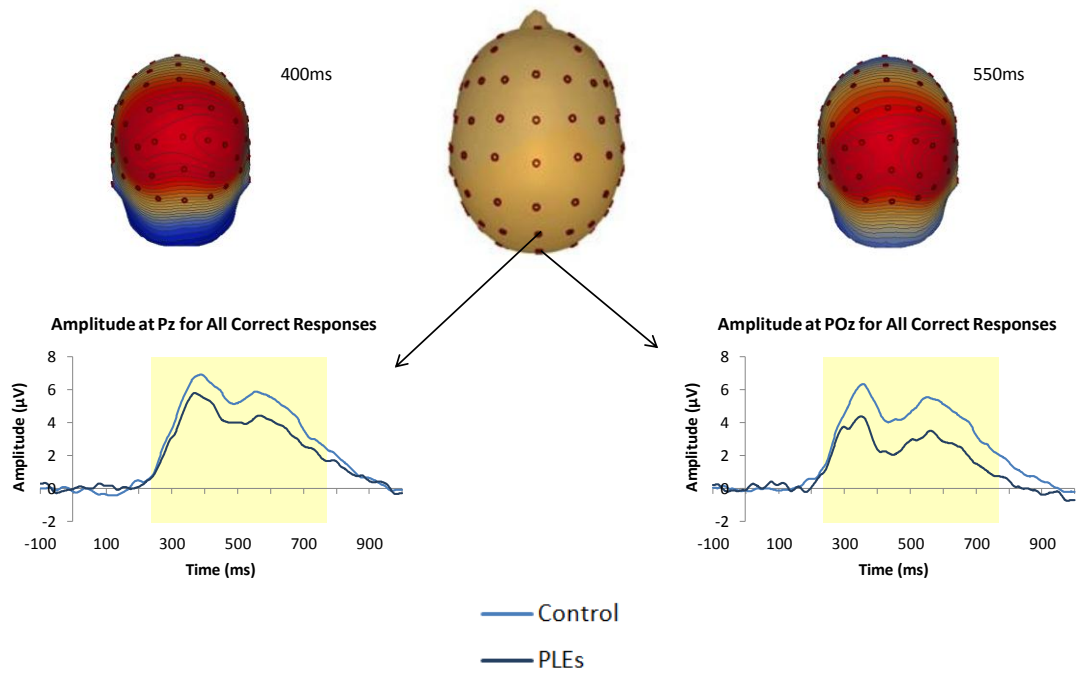 400ms
550ms
Amplitude at Pz for All Correct Responses
8
6
4
2
0
-2
Amplitude (µV)
-100 100 300 500 700 900
Time (ms)
Amplitude at POz for All Correct Responses
8
6
4
2
0
-2
Amplitude (µV)
-100 100 300 500 700 900
Time (ms)
Control
PLEs